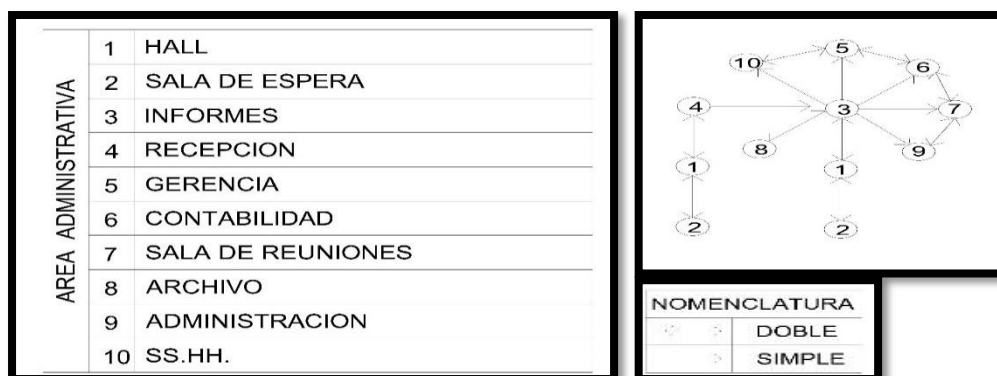 AREA ADMINISTRATIVA
1 HALL
2 SALA DE ESPERA
3 INFORMES
4 RECEPCION
5 GERENCIA
6 CONTABILIDAD
7 SALA DE REUNIONES
8 ARCHIVO
9 ADMINISTRACION
10 SS.HH.
5
10
6
4
3
7
8
9
1
1
2
2
NOMENCLATURA
DOBLE
SIMPLE